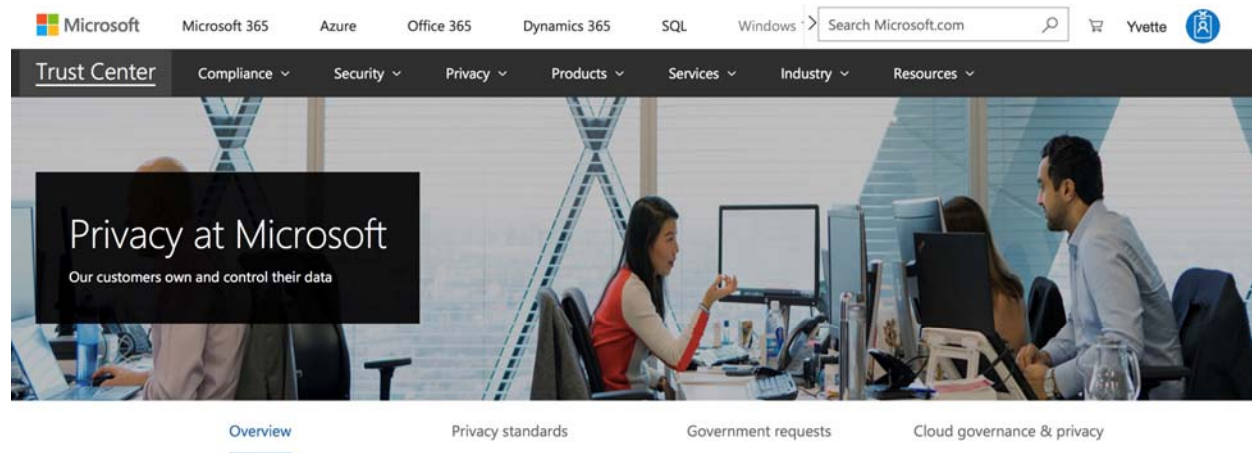 Microsoft Microsoft 365 Azure Office 365 Dynamics 365 SQL Windows Search Microsoft.com Yvette
Trust Center Compliance Security Privacy Products Services Industry Resources
Privacy at Microsoft
Our customers own and control their data
Overview Privacy standards Government requests Cloud governance & privacy